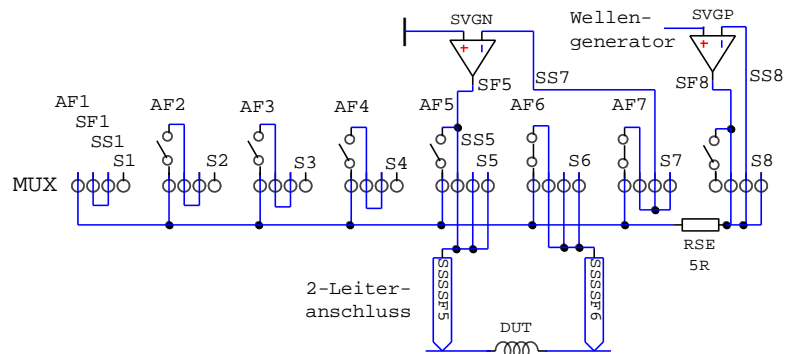 SVGN
Wellen-
generator
SVGP
+
+
SF5
SS7
SF8
SS8
AF1
SF1
SS1
S1
AF2
S2
AF3
S3
AF4
S4
AF5
SS5
S5
AF6
S6
AF7
S7
S8
MUX
RSE
5R
2-Leiter-
anschluss
SSSSF5
SSSSF6
DUT